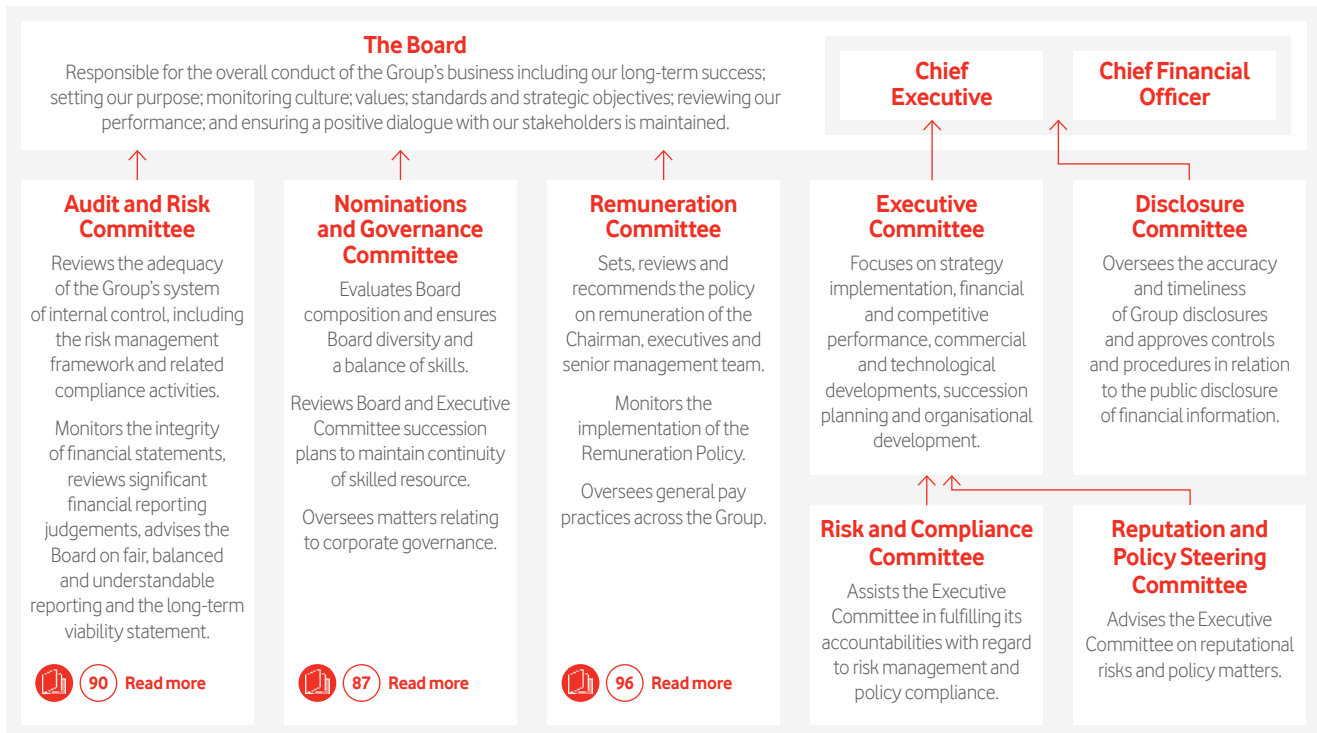 The Board
Responsible for the overall conduct of the Group's business including our long-term success;
setting our purpose; monitoring culture; values; standards and strategic objectives; reviewing our
performance; and ensuring a positive dialogue with our stakeholders is maintained.
Chief
Executive
Chief Financial
Officer
Audit and Risk
Committee
Reviews the adequacy
of the Group's system
of internal control, including
the risk management
framework and related
compliance activities.
Monitors the integrity
of financial statements,
reviews significant
financial reporting
judgements, advises the
Board on fair, balanced
and understandable
reporting and the long-term
viability statement.
90 Read more
Nominations
and Governance
Committee
Evaluates Board
composition and ensures
Board diversity and
a balance of skills.
Reviews Board and Executive
Committee succession
plans to maintain continuity
of skilled resource.
Oversees matters relating
to corporate governance.
87 Read more
Remuneration
Committee
Sets, reviews and
recommends the policy
on remuneration of the
Chairman, executives and
senior management team.
Monitors the
implementation of the
Remuneration Policy.
Oversees general pay
practices across the Group.
96 Read more
Executive
Committee
Focuses on strategy
implementation, financial
and competitive
performance, commercial
and technological
developments, succession
planning and organisational
development.
Disclosure
Committee
Oversees the accuracy
and timeliness
of Group disclosures
and approves controls
and procedures in relation
to the public disclosure
of financial information.
Risk and Compliance
Committee
Assists the Executive
Committee in fulfilling its
accountabilities with regard
to risk management and
policy compliance.
Reputation and
Policy Steering
Committee
Advises the Executive
Committee on reputational
risks and policy matters.